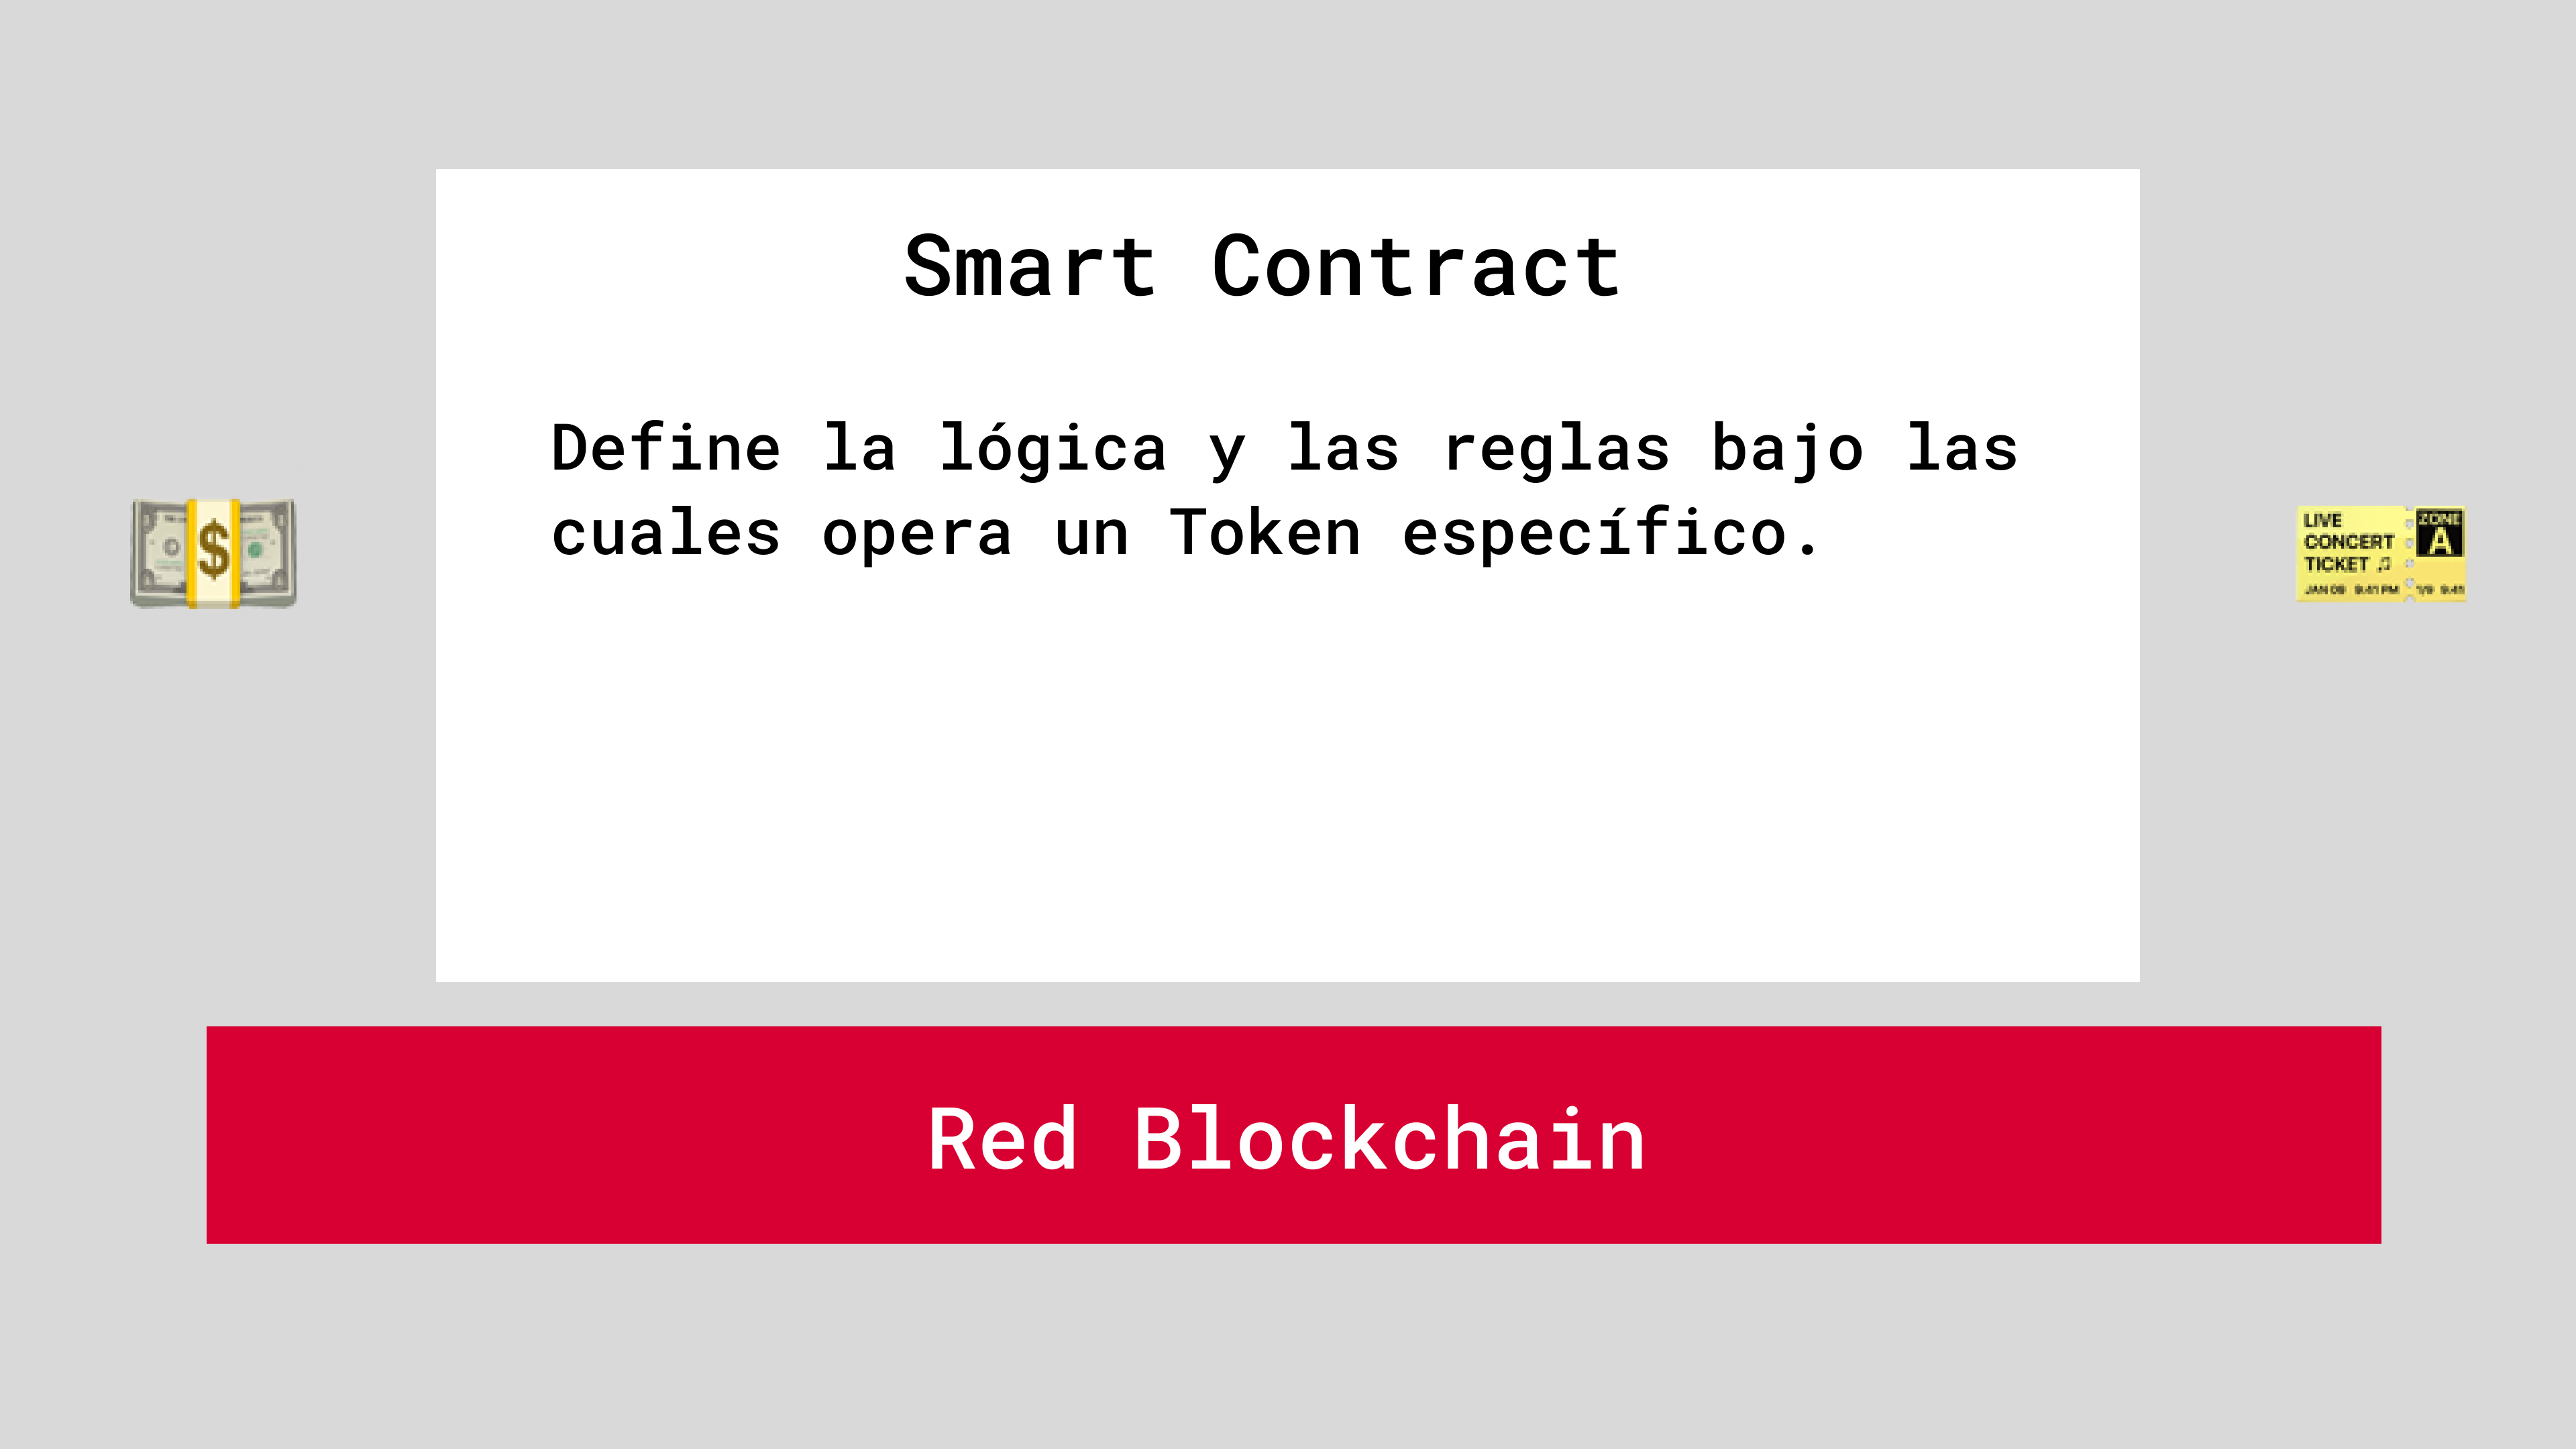 Smart Contract
Define la lógica y las reglas bajo las
cuales opera un Token específico.
$
LIVE
CONCERT
TICKET ♫
JAN 09 9:41 PM
ZONE
A
1/9 9:41
Red Blockchain